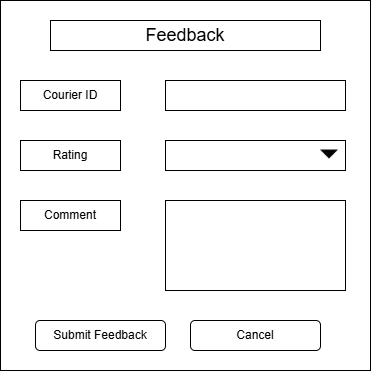 Feedback
Courier ID
Rating
Comment
Submit Feedback
Cancel